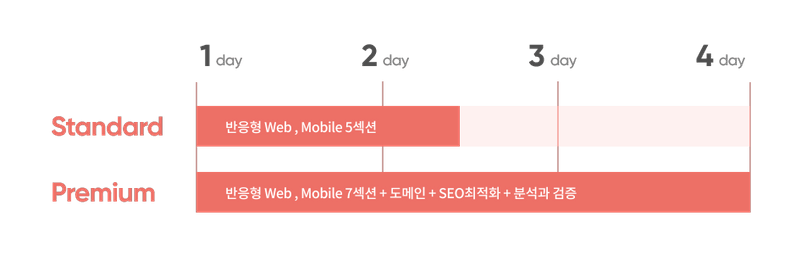 1 day 2 day 3 day 4 day
Standard 반응형 Web , Mobile 5섹션
Premium 반응형 Web , Mobile 7섹션 + 도메인 + SEO최적화 + 분석과 검증